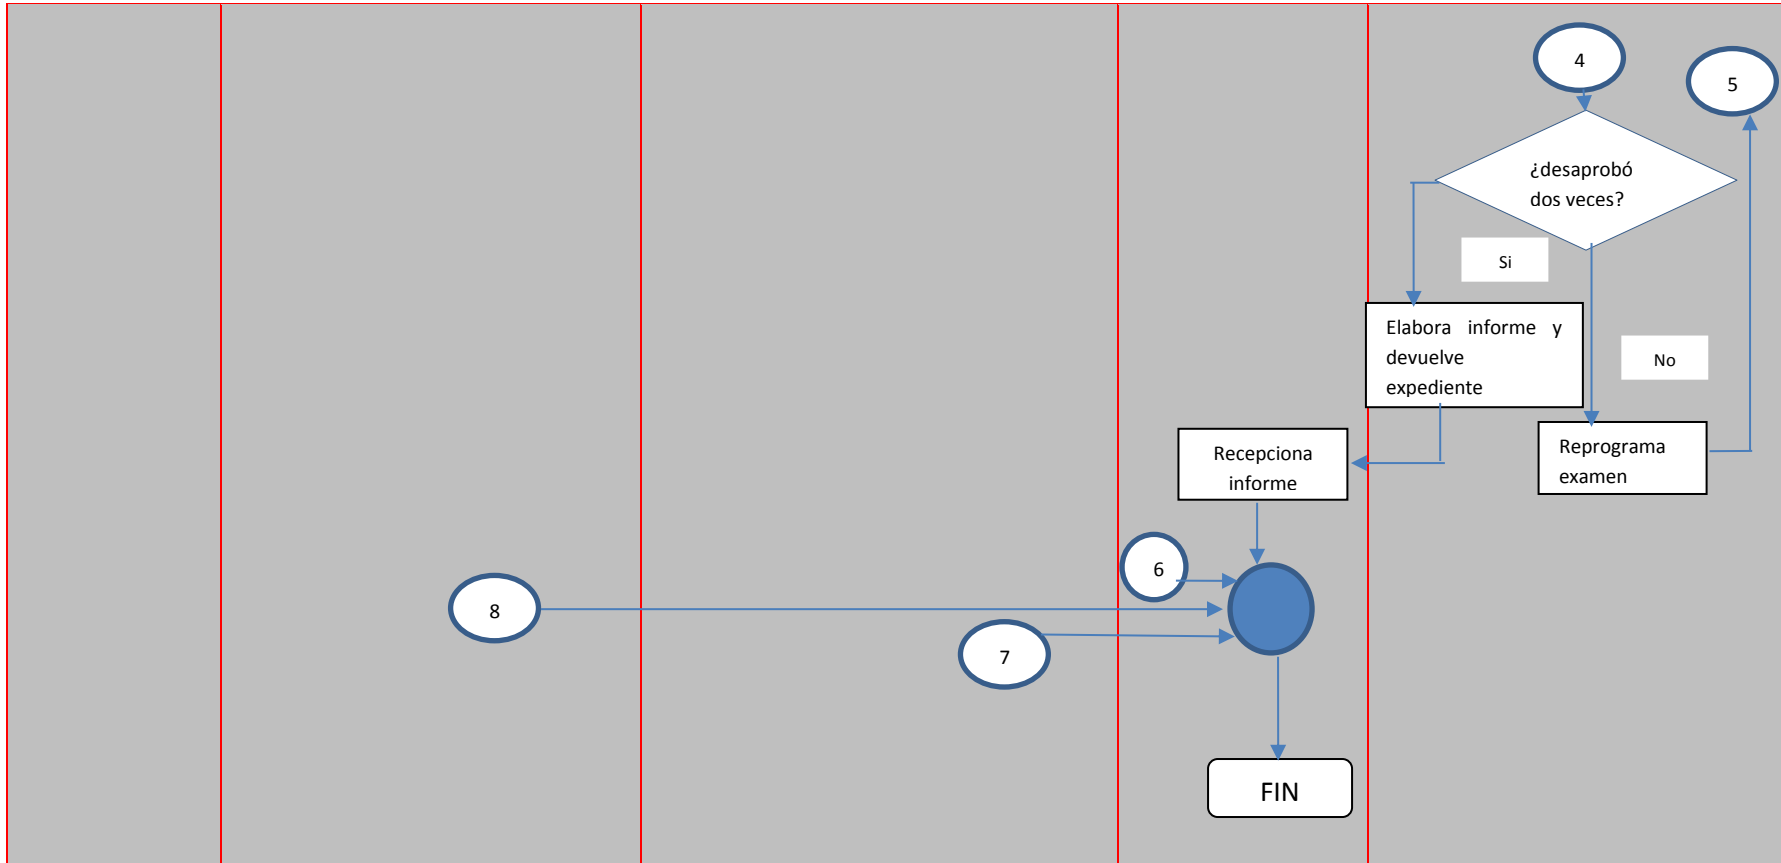 4
5
¿desaprobó
dos veces?
Si
Elabora informe y
devuelve
expediente
No
Reprograma
examen
Recepciona
informe
6
8
7
FIN